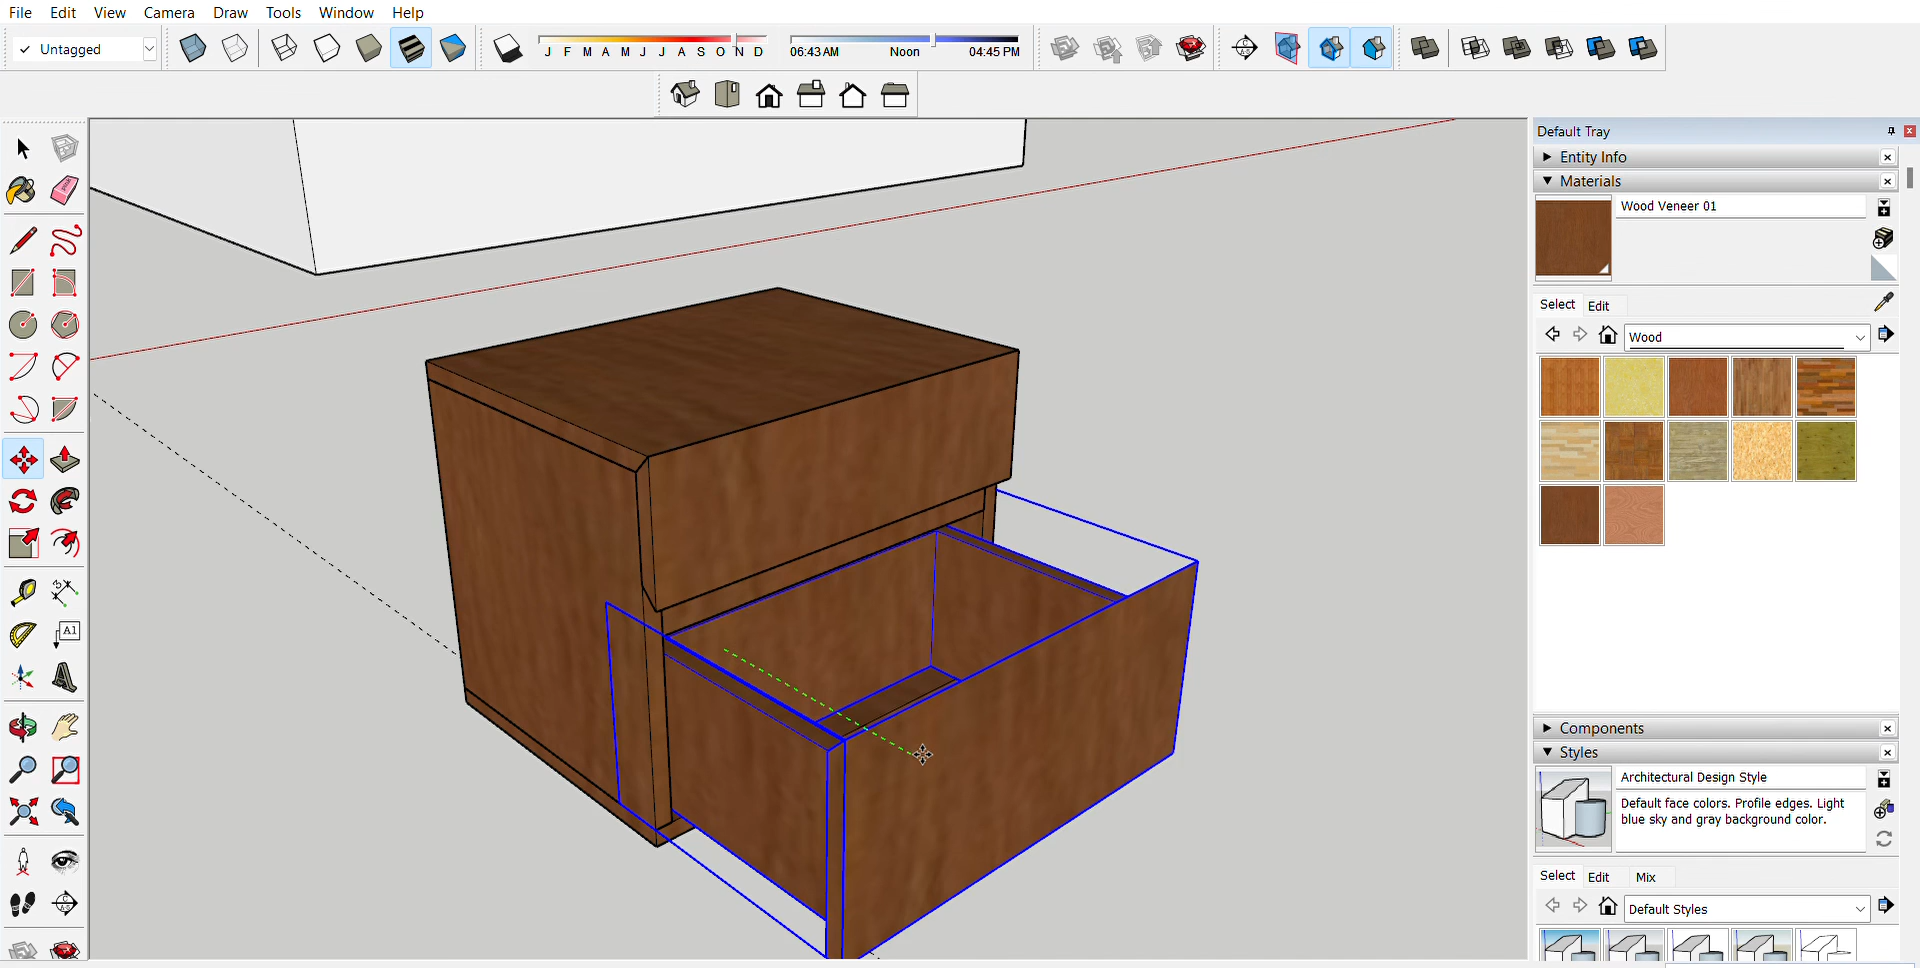 File Edit View Camera Draw Tools Window Help
✓ Untagged
J F M A M J J A S O N D
06:43 AM Noon 04:45 PM
Default Tray
Entity Info
Materials
Wood Veneer 01
Select Edit
Wood
A1
Components
Styles
Architectural Design Style
Default face colors. Profile edges. Light
blue sky and gray background color.
Select Edit Mix
Default Styles